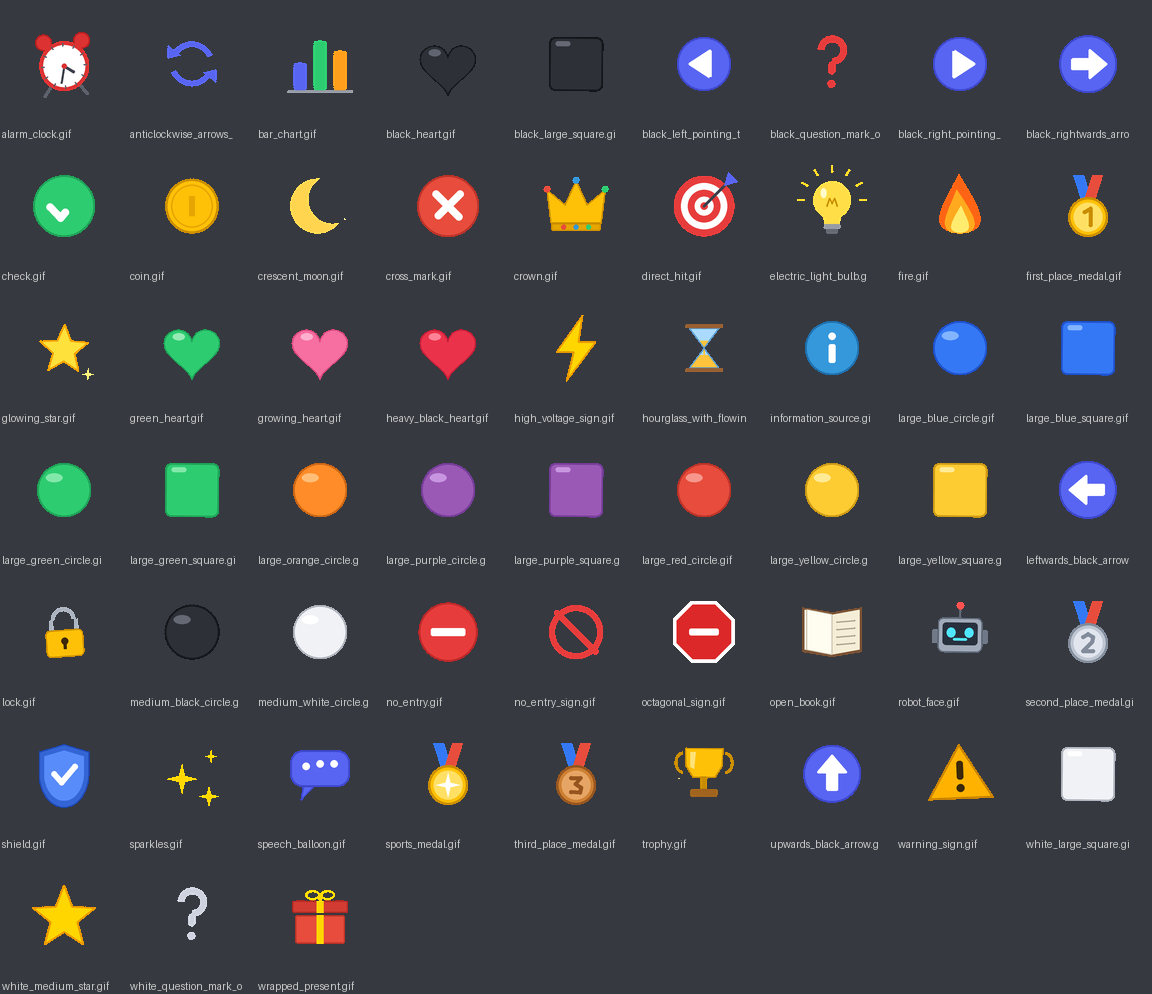 alarm_clock.gif anticlockwise_arrows_ bar_chart.gif black_heart.gif black_large_square.gi black_left_pointing_t black_question_mark_o black_right_pointing_ black_rightwards_arro
check.gif coin.gif crescent_moon.gif cross_mark.gif crown.gif direct_hit.gif electric_light_bulb.g fire.gif first_place_medal.gif
1
glowing_star.gif green_heart.gif growing_heart.gif heavy_black_heart.gif high_voltage_sign.gif hourglass_with_flowin information_source.gi large_blue_circle.gif large_blue_square.gif
large_green_circle.gi large_green_square.gi large_orange_circle.g large_purple_circle.g large_purple_square.g large_red_circle.gif large_yellow_circle.g large_yellow_square.g leftwards_black_arrow
2
lock.gif medium_black_circle.g medium_white_circle.g no_entry.gif no_entry_sign.gif octagonal_sign.gif open_book.gif robot_face.gif second_place_medal.gi
3
shield.gif sparkles.gif speech_balloon.gif sports_medal.gif third_place_medal.gif trophy.gif upwards_black_arrow.g warning_sign.gif white_large_square.gi
white_medium_star.gif white_question_mark_o wrapped_present.gif